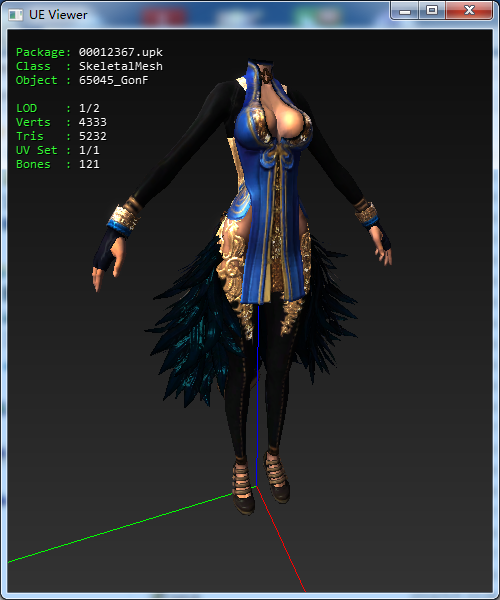 UE Viewer
Package: 00012367.upk
Class : SkeletalMesh
Object : 65045_GonF
LOD : 1/2
Verts : 4333
Tris : 5232
UV Set : 1/1
Bones : 121